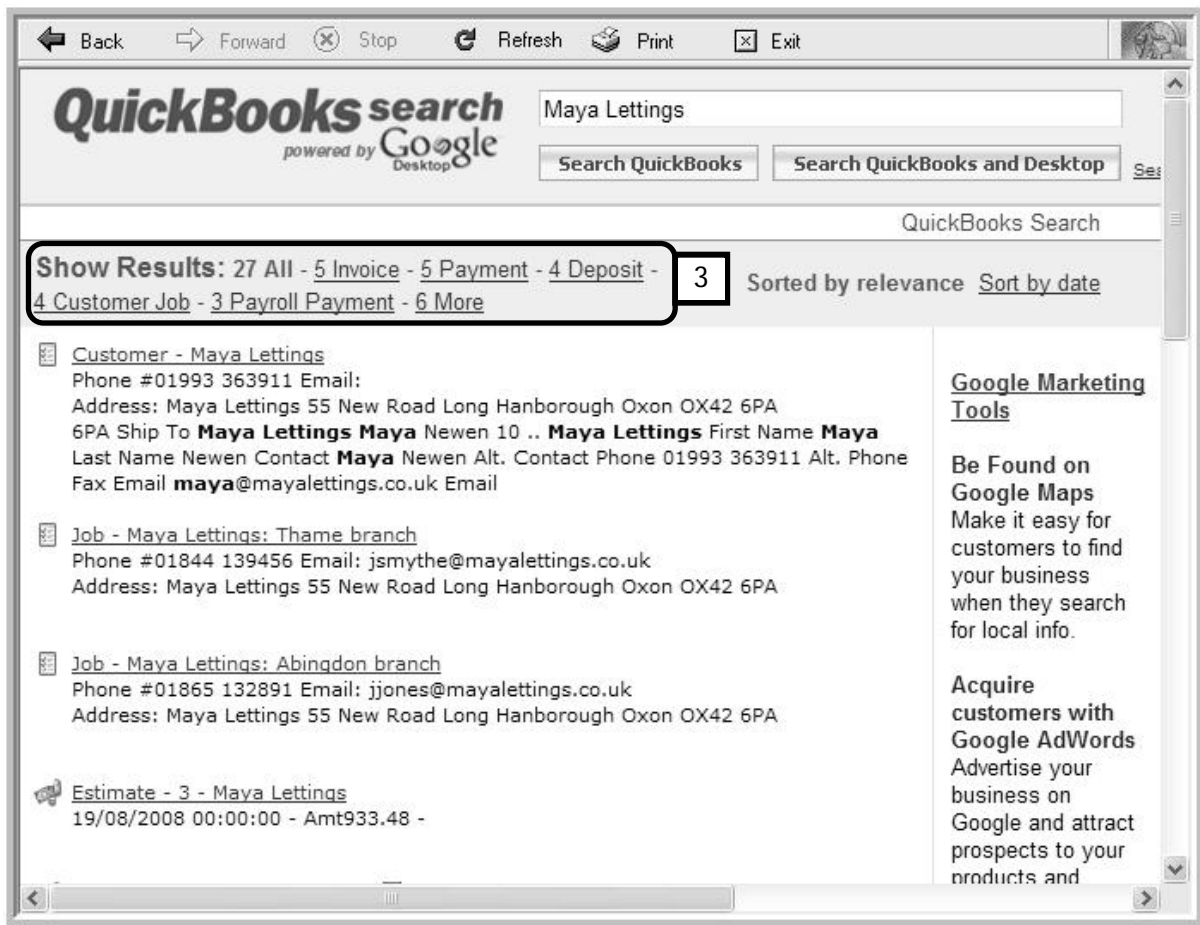 Back Forward Stop Refresh Print Exit
QuickBooks search
powered by Google
Desktop
Maya Lettings
Search QuickBooks Search QuickBooks and Desktop
QuickBooks Search
Show Results: 27 All - 5 Invoice - 5 Payment - 4 Deposit -
4 Customer Job - 3 Payroll Payment - 6 More
3
Sorted by relevance Sort by date
Customer - Maya Lettings
Phone #01993 363911 Email:
Address: Maya Lettings 55 New Road Long Hanborough Oxon OX42 6PA
6PA Ship To Maya Lettings Maya Newen 10 .. Maya Lettings First Name Maya
Last Name Newen Contact Maya Newen Alt. Contact Phone 01993 363911 Alt. Phone
Fax Email maya@mayalettings.co.uk Email
Job - Maya Lettings: Thame branch
Phone #01844 139456 Email: jsmythe@mayalettings.co.uk
Address: Maya Lettings 55 New Road Long Hanborough Oxon OX42 6PA
Job - Maya Lettings: Abingdon branch
Phone #01865 132891 Email: jjones@mayalettings.co.uk
Address: Maya Lettings 55 New Road Long Hanborough Oxon OX42 6PA
Estimate - 3 - Maya Lettings
19/08/2008 00:00:00 - Amt933.48 -
Google Marketing
Tools
Be Found on
Google Maps
Make it easy for
customers to find
your business
when they search
for local info.
Acquire
customers with
Google AdWords
Advertise your
business on
Google and attract
prospects to your
products and